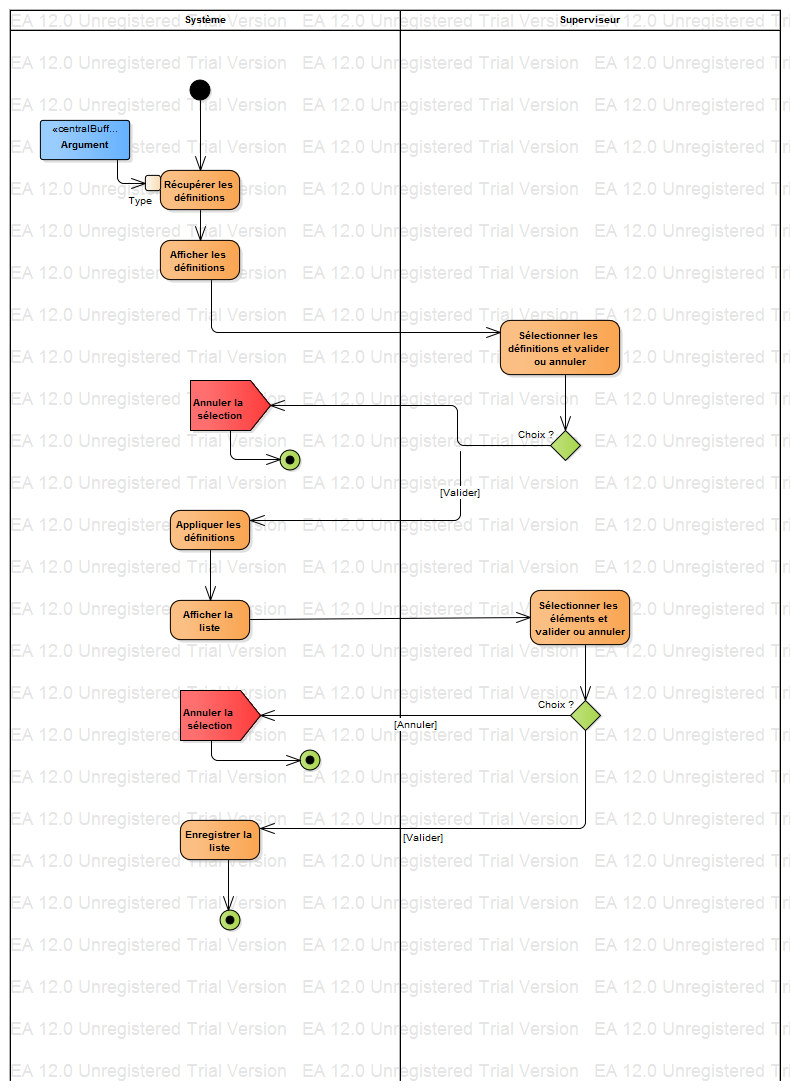 Système
Superviseur
«centralBuff...
Argument
Type
Récupérer les
définitions
Afficher les
définitions
Sélectionner les
définitions et valider
ou annuler
Annuler la
sélection
Choix ?
[Valider]
Appliquer les
définitions
Afficher la
liste
Sélectionner les
éléments et
valider ou annuler
Annuler la
sélection
Choix ?
[Annuler]
Enregistrer la
liste
[Valider]
EA 12.0 Unregistered Trial Version